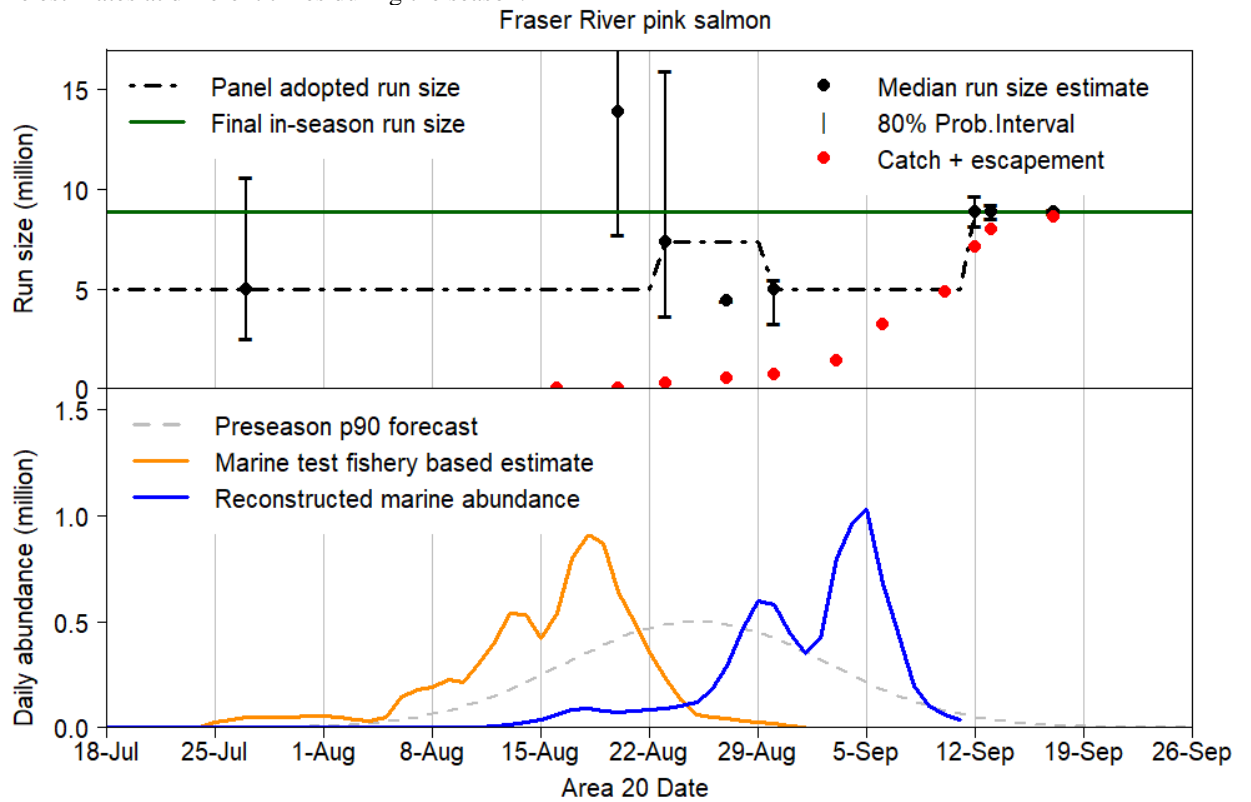 Fraser River pink salmon
Panel adopted run size
Final in-season run size
Median run size estimate
80% Prob.Interval
Catch + escapement
Run size (million)
15
10
5
0
Preseason p90 forecast
Marine test fishery based estimate
Reconstructed marine abundance
Daily abundance (million)
1.5
1.0
0.5
0.0
18-Jul 25-Jul 1-Aug 8-Aug 15-Aug 22-Aug 29-Aug 5-Sep 12-Sep 19-Sep 26-Sep
Area 20 Date